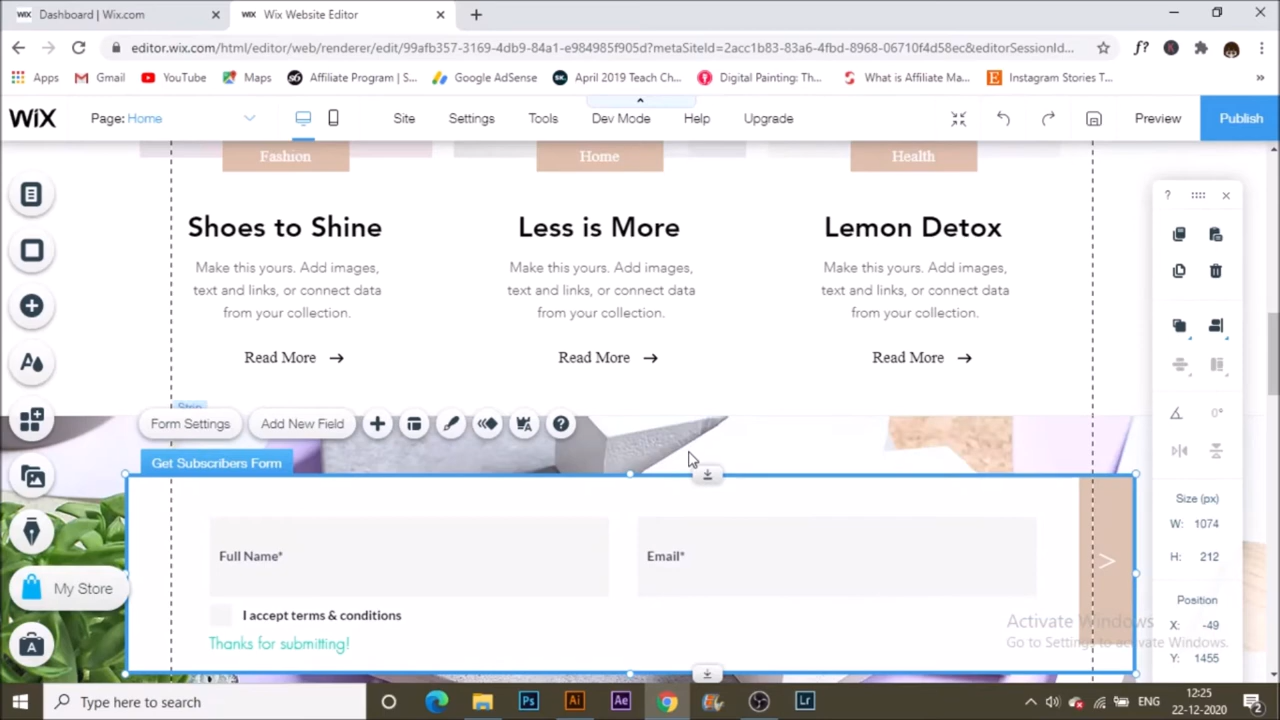 Dashboard | Wix.com
WiX
Wix Website Editor
editor.wix.com/html/editor/web/renderer/edit/99afb357-3169-4db9-84a1-e984985f905d?metaSiteId=2acc1b83-83a6-4fbd-8968-06710f4d58ec&editorSessionId...
f?
Apps
Gmail
YouTube
Maps
Affiliate Program | S...
Google AdSense
April 2019 Teach Ch...
Digital Painting: Th...
What is Affiliate Ma...
Instagram Stories T...
»
WiX
Page: Home
Site
Settings
Tools
Dev Mode
Help
Upgrade
Preview
Publish
Fashion
Home
Health
Shoes to Shine
Less is More
Lemon Detox
Make this yours. Add images,
text and links, or connect data
from your collection.
Make this yours. Add images,
text and links, or connect data
from your collection.
Make this yours. Add images,
text and links, or connect data
from your collection.
Read More →
Read More →
Read More →
Strip
Form Settings
Add New Field
Get Subscribers Form
Full Name*
Email*
>
I accept terms & conditions
Thanks for submitting!
My Store
?
0°
Size (px)
W: 1074
H: 212
Position
X: -49
Y: 1455
Activate Windows
Go to Settings to activate Windows.
Type here to search
Ps
Ai
Ae
Lr
ENG
12:25
22-12-2020
2